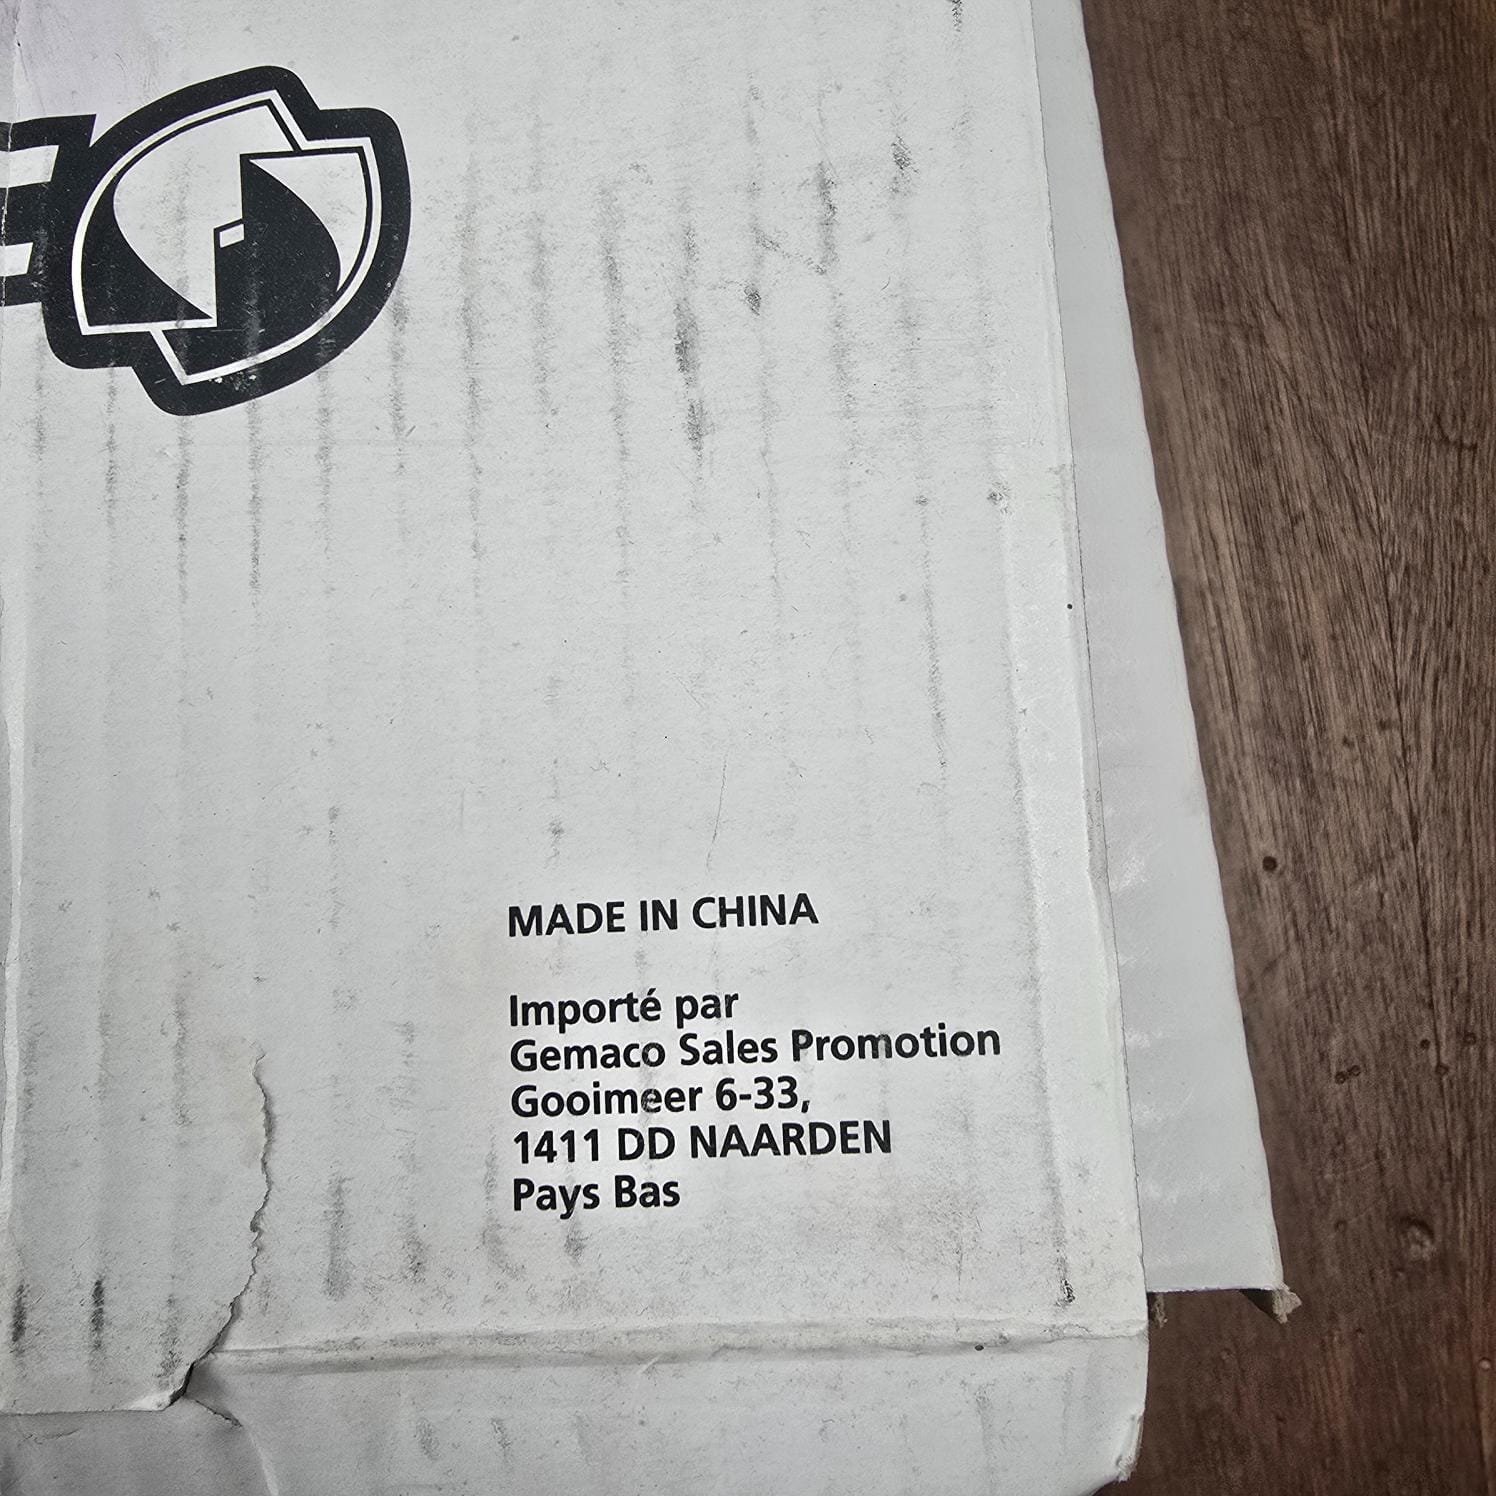 MADE IN CHINA
Importé par
Gemaco Sales Promotion
Gooimeer 6-33,
1411 DD NAARDEN
Pays Bas